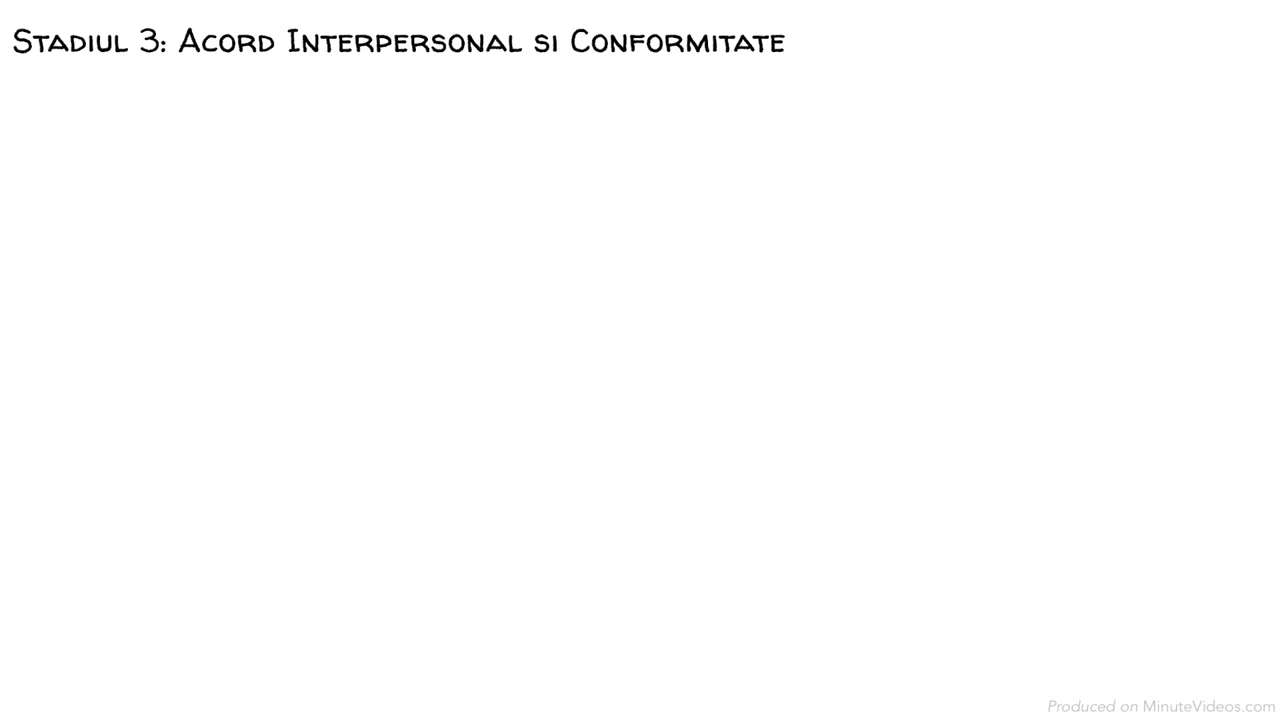 Stadiul 3: Acord Interpersonal si Conformitate
Produced on MinuteVideos.com